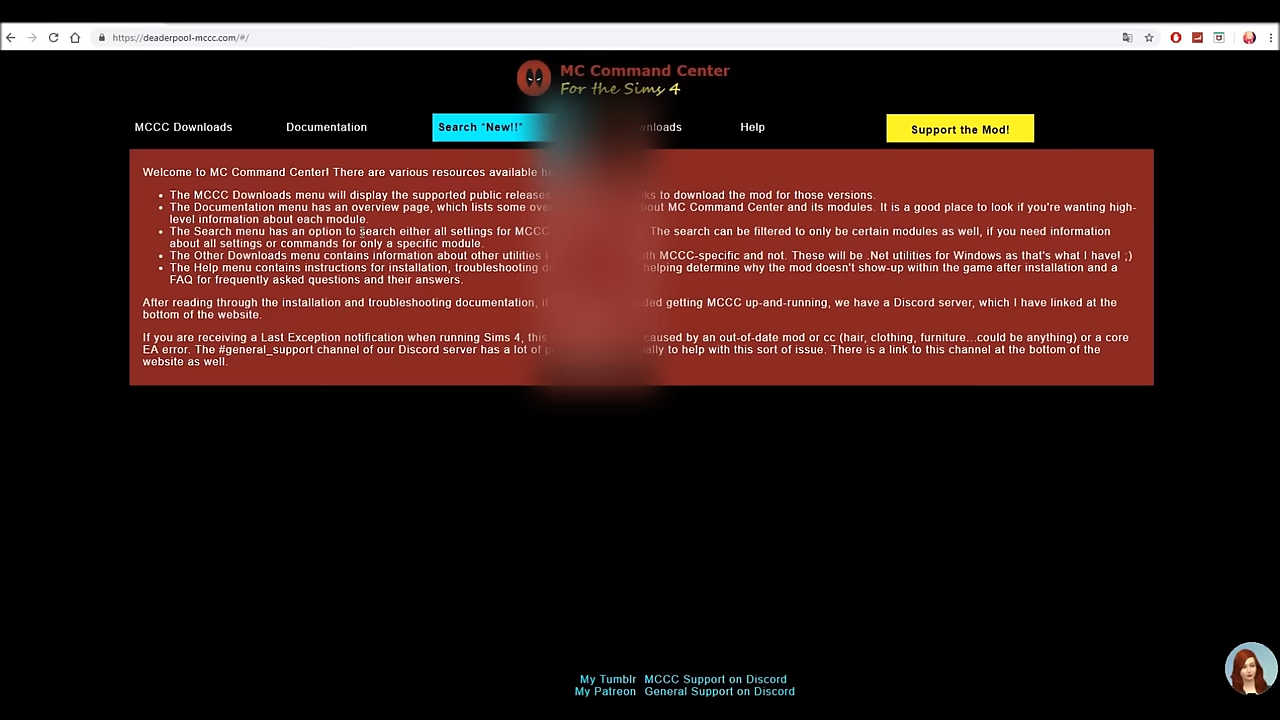 https://deaderpool-mccc.com/#/
MC Command Center
For the Sims 4
MCCC Downloads Documentation Search "New!!" Help Support the Mod!
Welcome to MC Command Center! There are various resources available
The MCCC Downloads menu will display the supported public releases to download the mod for those versions.
The Documentation menu has an overview page, which lists some MC Command Center and its modules. It is a good place to look if you're wanting high-
level information about each module.
The Search menu has an option to search either all settings for MCCC The search can be filtered to only be certain modules as well, if you need information
about all settings or commands for only a specific module.
The Other Downloads menu contains information about other utilities MCCC-specific and not. These will be .Net utilities for Windows as that's what I have! ;)
The Help menu contains instructions for installation, troubleshooting helping determine why the mod doesn't show-up within the game after installation and a
FAQ for frequently asked questions and their answers.
After reading through the installation and troubleshooting documentation, getting MCCC up-and-running, we have a Discord server, which I have linked at the
bottom of the website.
If you are receiving a Last Exception notification when running Sims 4, this caused by an out-of-date mod or cc (hair, clothing, furniture...could be anything) or a core
EA error. The #general_support channel of our Discord server has a lot of to help with this sort of issue. There is a link to this channel at the bottom of the
website as well.
My Tumblr MCCC Support on Discord
My Patreon General Support on Discord